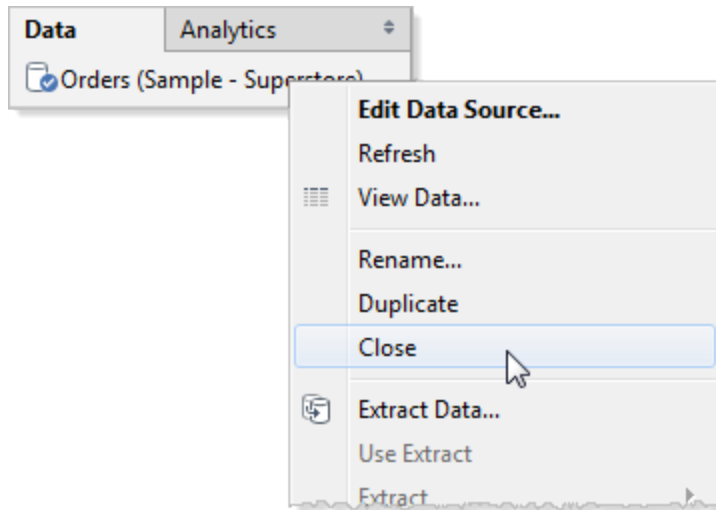 Data Analytics
Orders (Sample - Superstore)
Edit Data Source...
Refresh
View Data...
Rename...
Duplicate
Close
Extract Data...
Use Extract
Extract